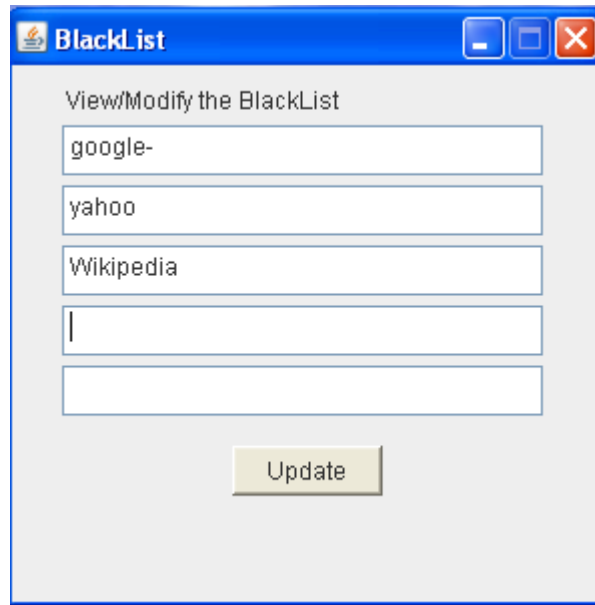 BlackList
View/Modify the BlackList
google-
yahoo
Wikipedia
Update